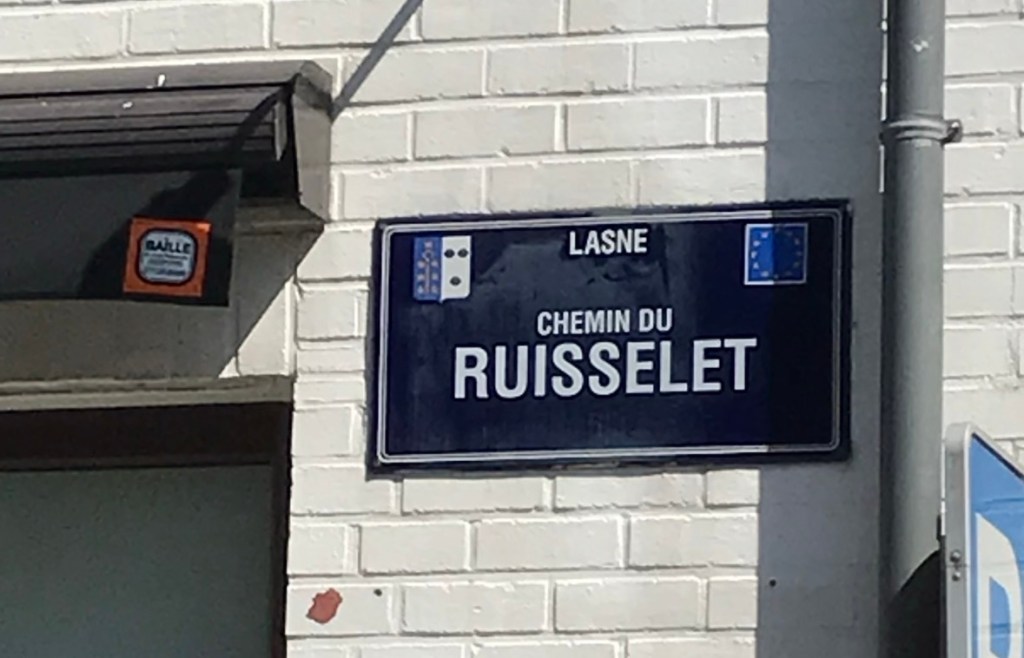 LASNE
CHEMIN DU
RUISSELET
BAILLE